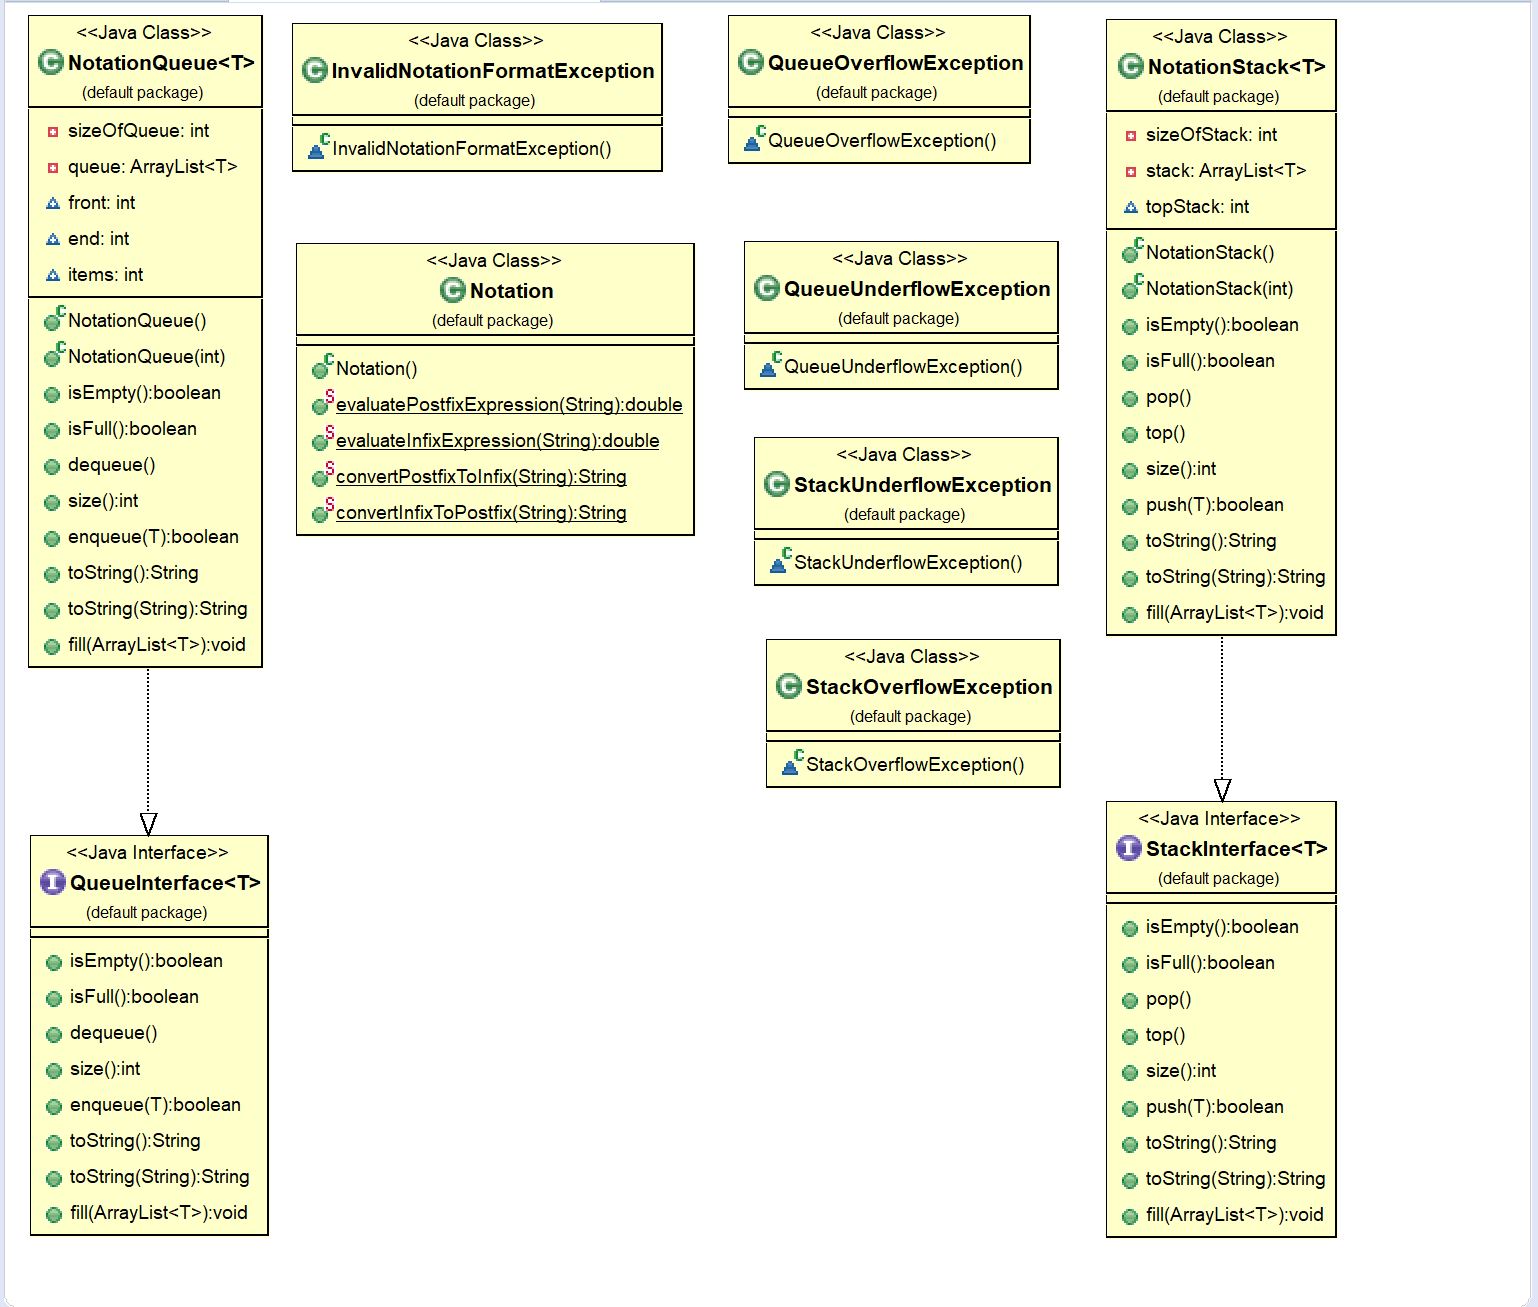 <<Java Class>>
NotationQueue<T>
(default package)
sizeOfQueue: int
queue: ArrayList<T>
front: int
end: int
items: int
NotationQueue()
NotationQueue(int)
isEmpty():boolean
isFull():boolean
dequeue()
size():int
enqueue(T):boolean
toString():String
toString(String):String
fill(ArrayList<T>):void
<<Java Interface>>
QueueInterface<T>
(default package)
isEmpty():boolean
isFull():boolean
dequeue()
size():int
enqueue(T):boolean
toString():String
toString(String):String
fill(ArrayList<T>):void
<<Java Class>>
InvalidNotationFormatException
(default package)
InvalidNotationFormatException()
<<Java Class>>
Notation
(default package)
Notation()
evaluatePostfixExpression(String):double
evaluateInfixExpression(String):double
convertPostfixToInfix(String):String
convertInfixToPostfix(String):String
<<Java Class>>
QueueOverflowException
(default package)
QueueOverflowException()
<<Java Class>>
QueueUnderflowException
(default package)
QueueUnderflowException()
<<Java Class>>
StackUnderflowException
(default package)
StackUnderflowException()
<<Java Class>>
StackOverflowException
(default package)
StackOverflowException()
<<Java Class>>
NotationStack<T>
(default package)
sizeOfStack: int
stack: ArrayList<T>
topStack: int
NotationStack()
NotationStack(int)
isEmpty():boolean
isFull():boolean
pop()
top()
size():int
push(T):boolean
toString():String
toString(String):String
fill(ArrayList<T>):void
<<Java Interface>>
StackInterface<T>
(default package)
isEmpty():boolean
isFull():boolean
pop()
top()
size():int
push(T):boolean
toString():String
toString(String):String
fill(ArrayList<T>):void